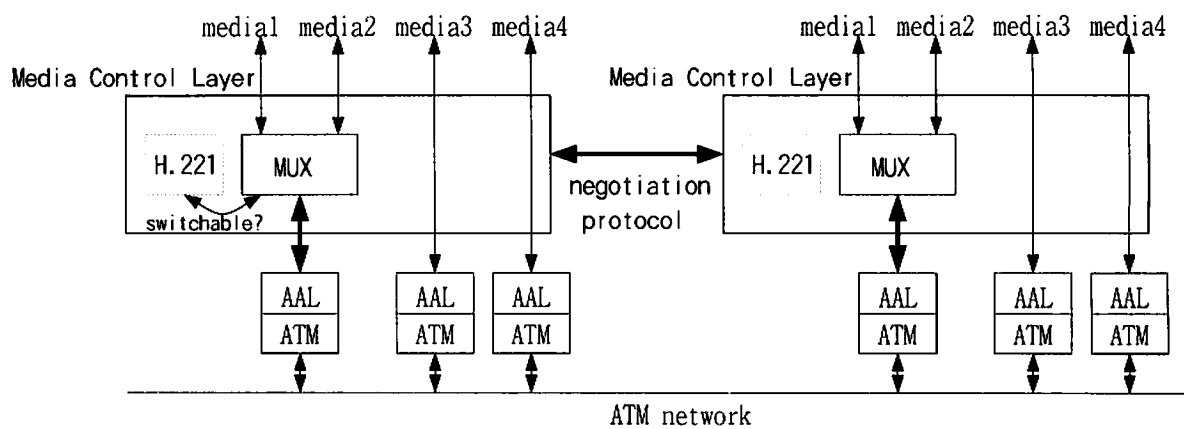 media1 media2 media3 media4 media1 media2 media3 media4
Media Control Layer Media Control Layer
H.221 MUX H.221 MUX
negotiation
switchable?
protocol
AAL AAL AAL AAL AAL AAL
ATM ATM ATM ATM ATM ATM
ATM network